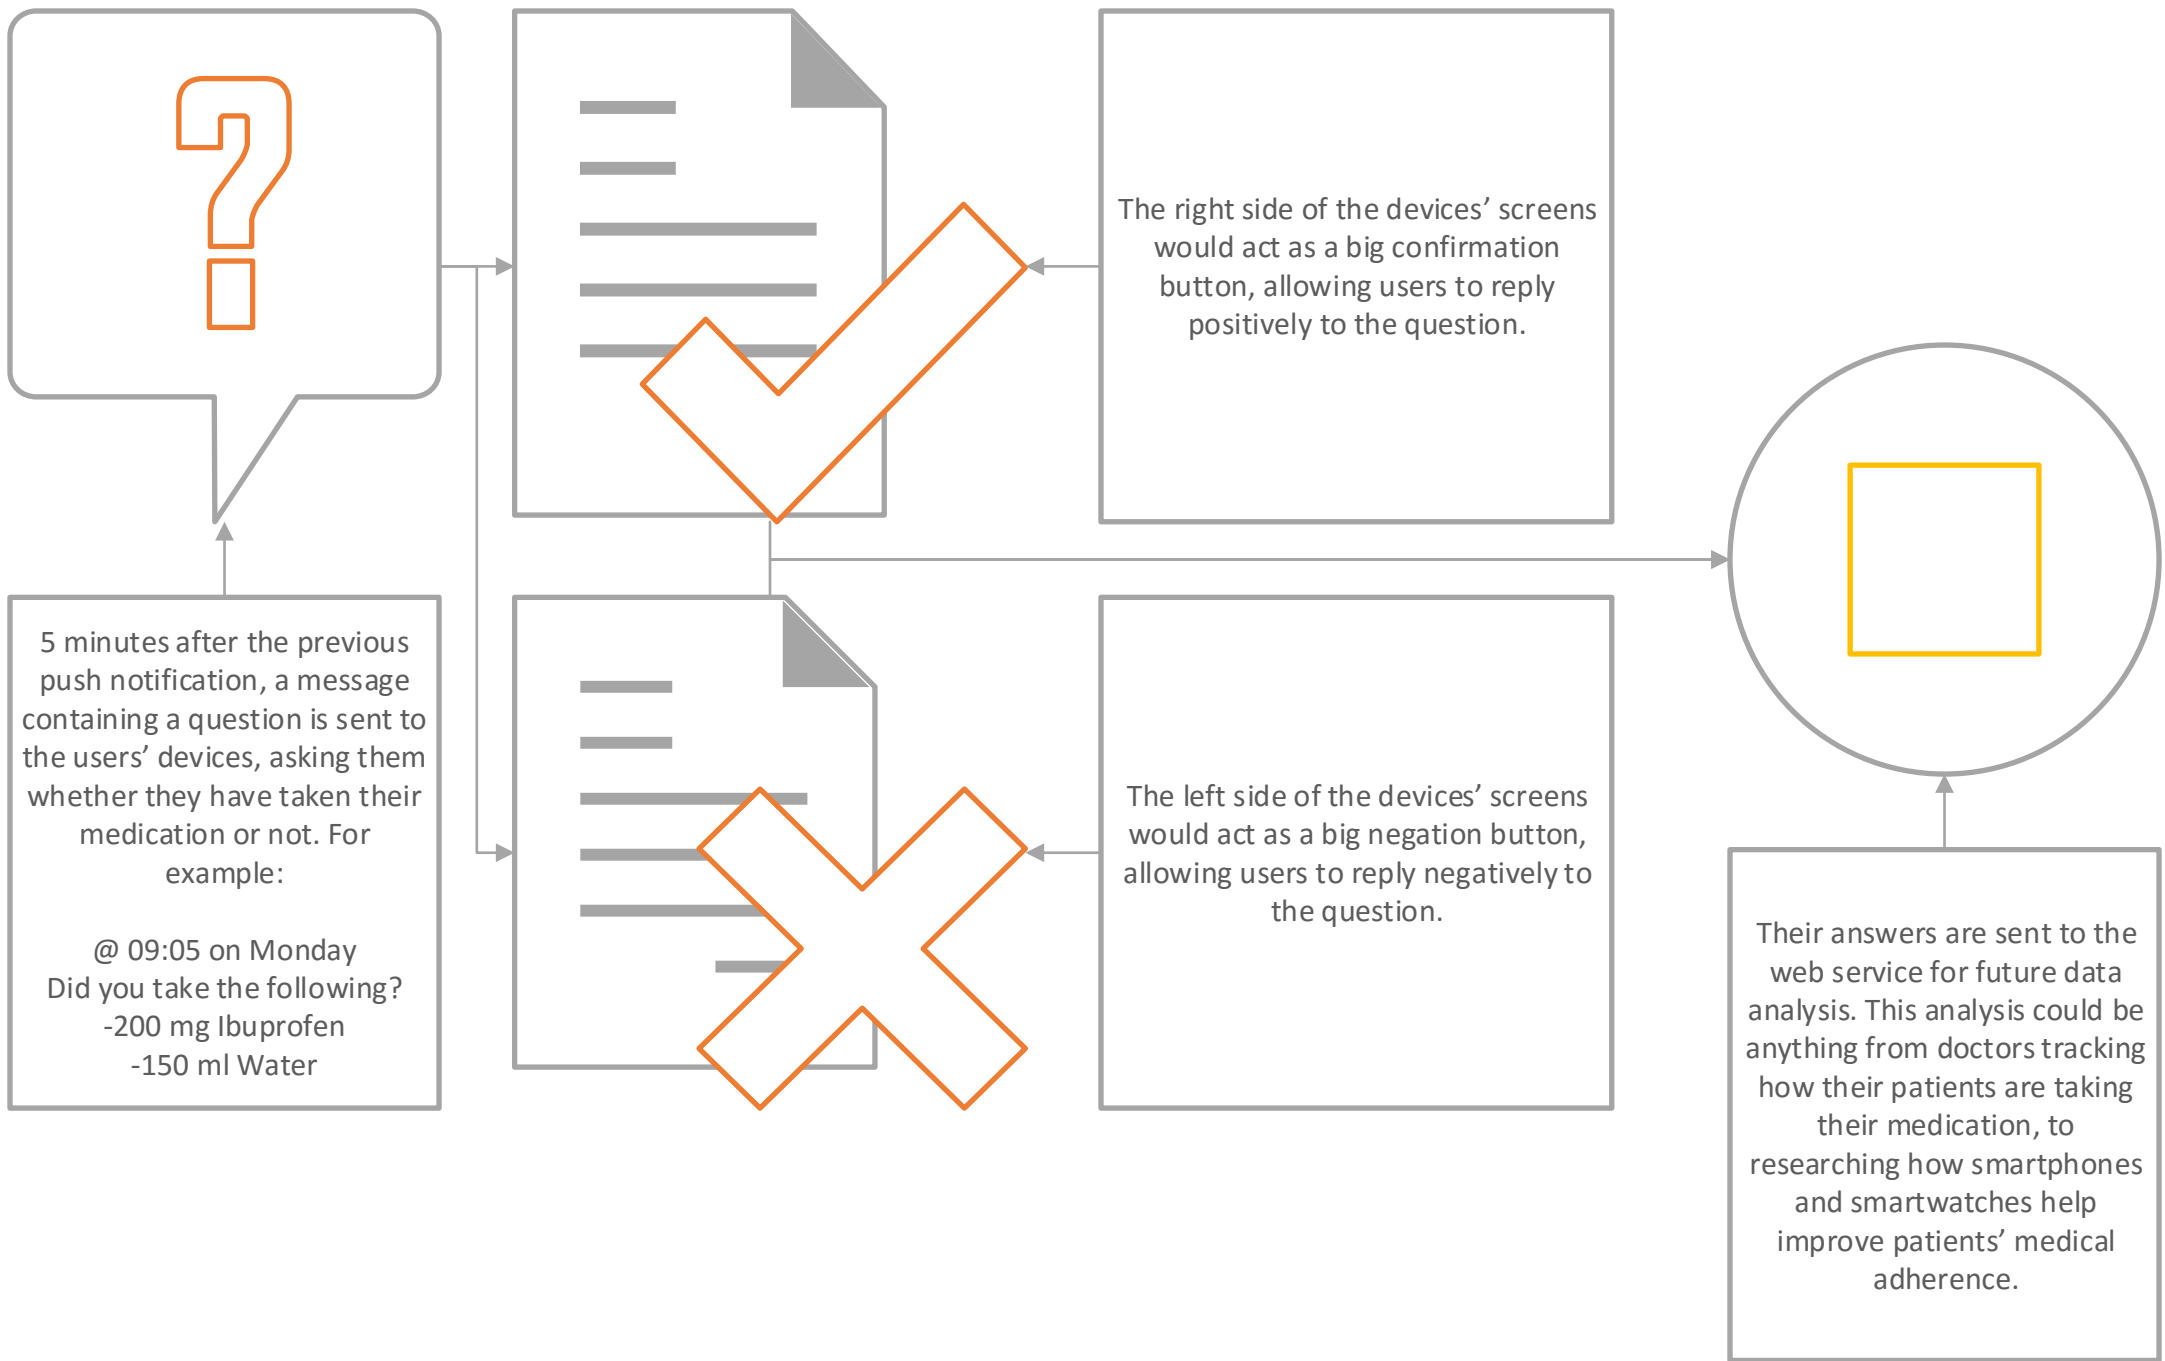 The right side of the devices’ screens
would act as a big confirmation
button, allowing users to reply
positively to the question.
5 minutes after the previous
push notification, a message
containing a question is sent to
the users’ devices, asking them
whether they have taken their
medication or not. For
example:
@ 09:05 on Monday
Did you take the following?
-200 mg Ibuprofen
-150 ml Water
The left side of the devices’ screens
would act as a big negation button,
allowing users to reply negatively to
the question.
Their answers are sent to the
web service for future data
analysis. This analysis could be
anything from doctors tracking
how their patients are taking
their medication, to
researching how smartphones
and smartwatches help
improve patients’ medical
adherence.